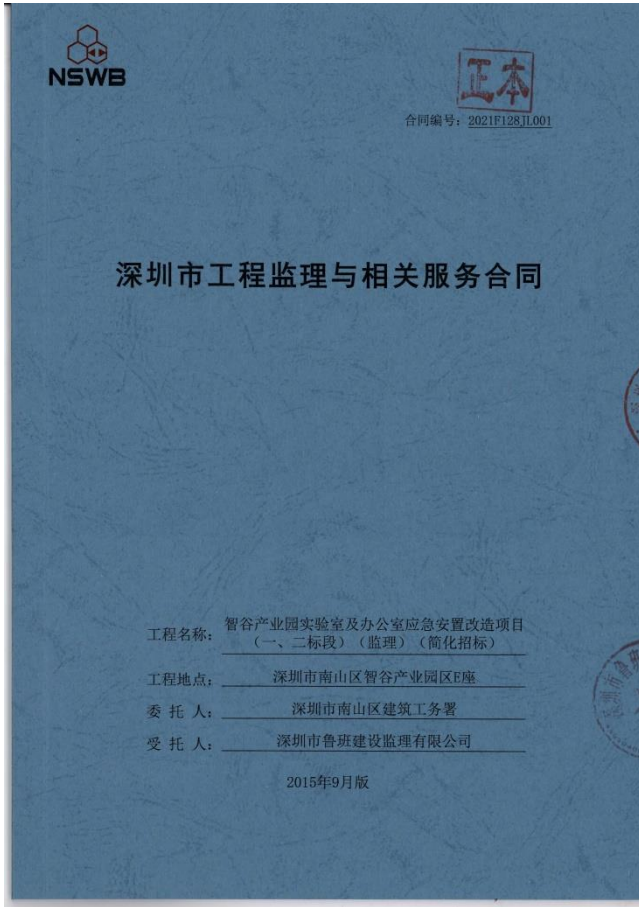 NSWB
正本
合同编号：2021F128JL001
深圳市工程监理与相关服务合同
工程名称：智谷产业园实验室及办公室应急安置改造项目
（一、二标段）（监理）（简化招标）
工程地点：深圳市南山区智谷产业园区E座
委托人：深圳市南山区建筑工务署
受托人：深圳市鲁班建设监理有限公司
2015年9月版
深圳市鲁班